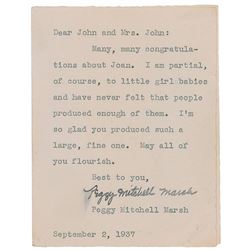 Dear John and Mrs. John:
Many, many congratula-
tions about Joan. I am partial,
of course, to little girl babies
and have never felt that people
produced enough of them. I'm
so glad you produced such a
large, fine one. May all of
you flourish.
Best to you,
Peggy Mitchell Marsh
Peggy Mitchell Marsh
September 2, 1937